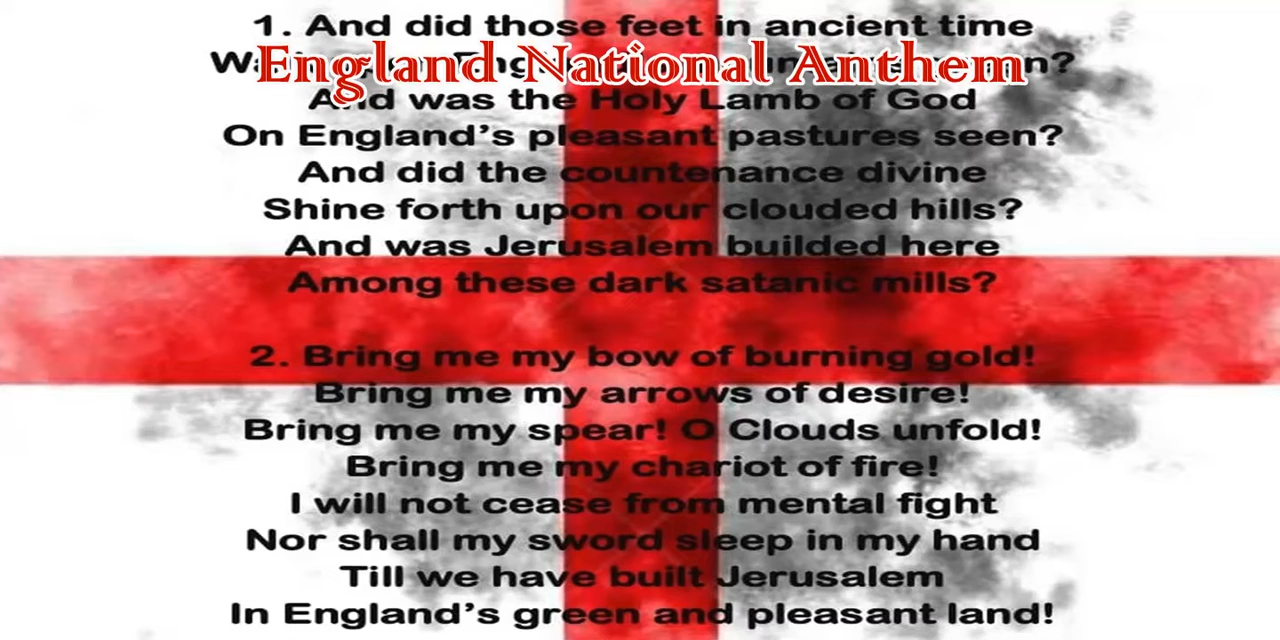 1. And did those feet in ancient time
England National Anthem
And was the Holy Lamb of God
On England's pleasant pastures seen?
And did the countenance divine
Shine forth upon our clouded hills?
And was Jerusalem builded here
Among these dark satanic mills?
2. Bring me my bow of burning gold!
Bring me my arrows of desire!
Bring me my spear! O Clouds unfold!
Bring me my chariot of fire!
I will not cease from mental fight
Nor shall my sword sleep in my hand
Till we have built Jerusalem
In England's green and pleasant land!